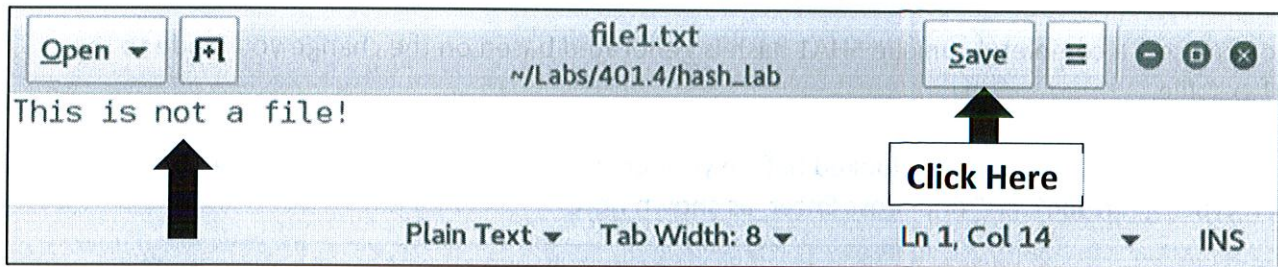 Open file1.txt Save
~/Labs/401.4/hash_lab
This is not a file!
Click Here
Plain Text Tab Width: 8 Ln 1, Col 14 INS